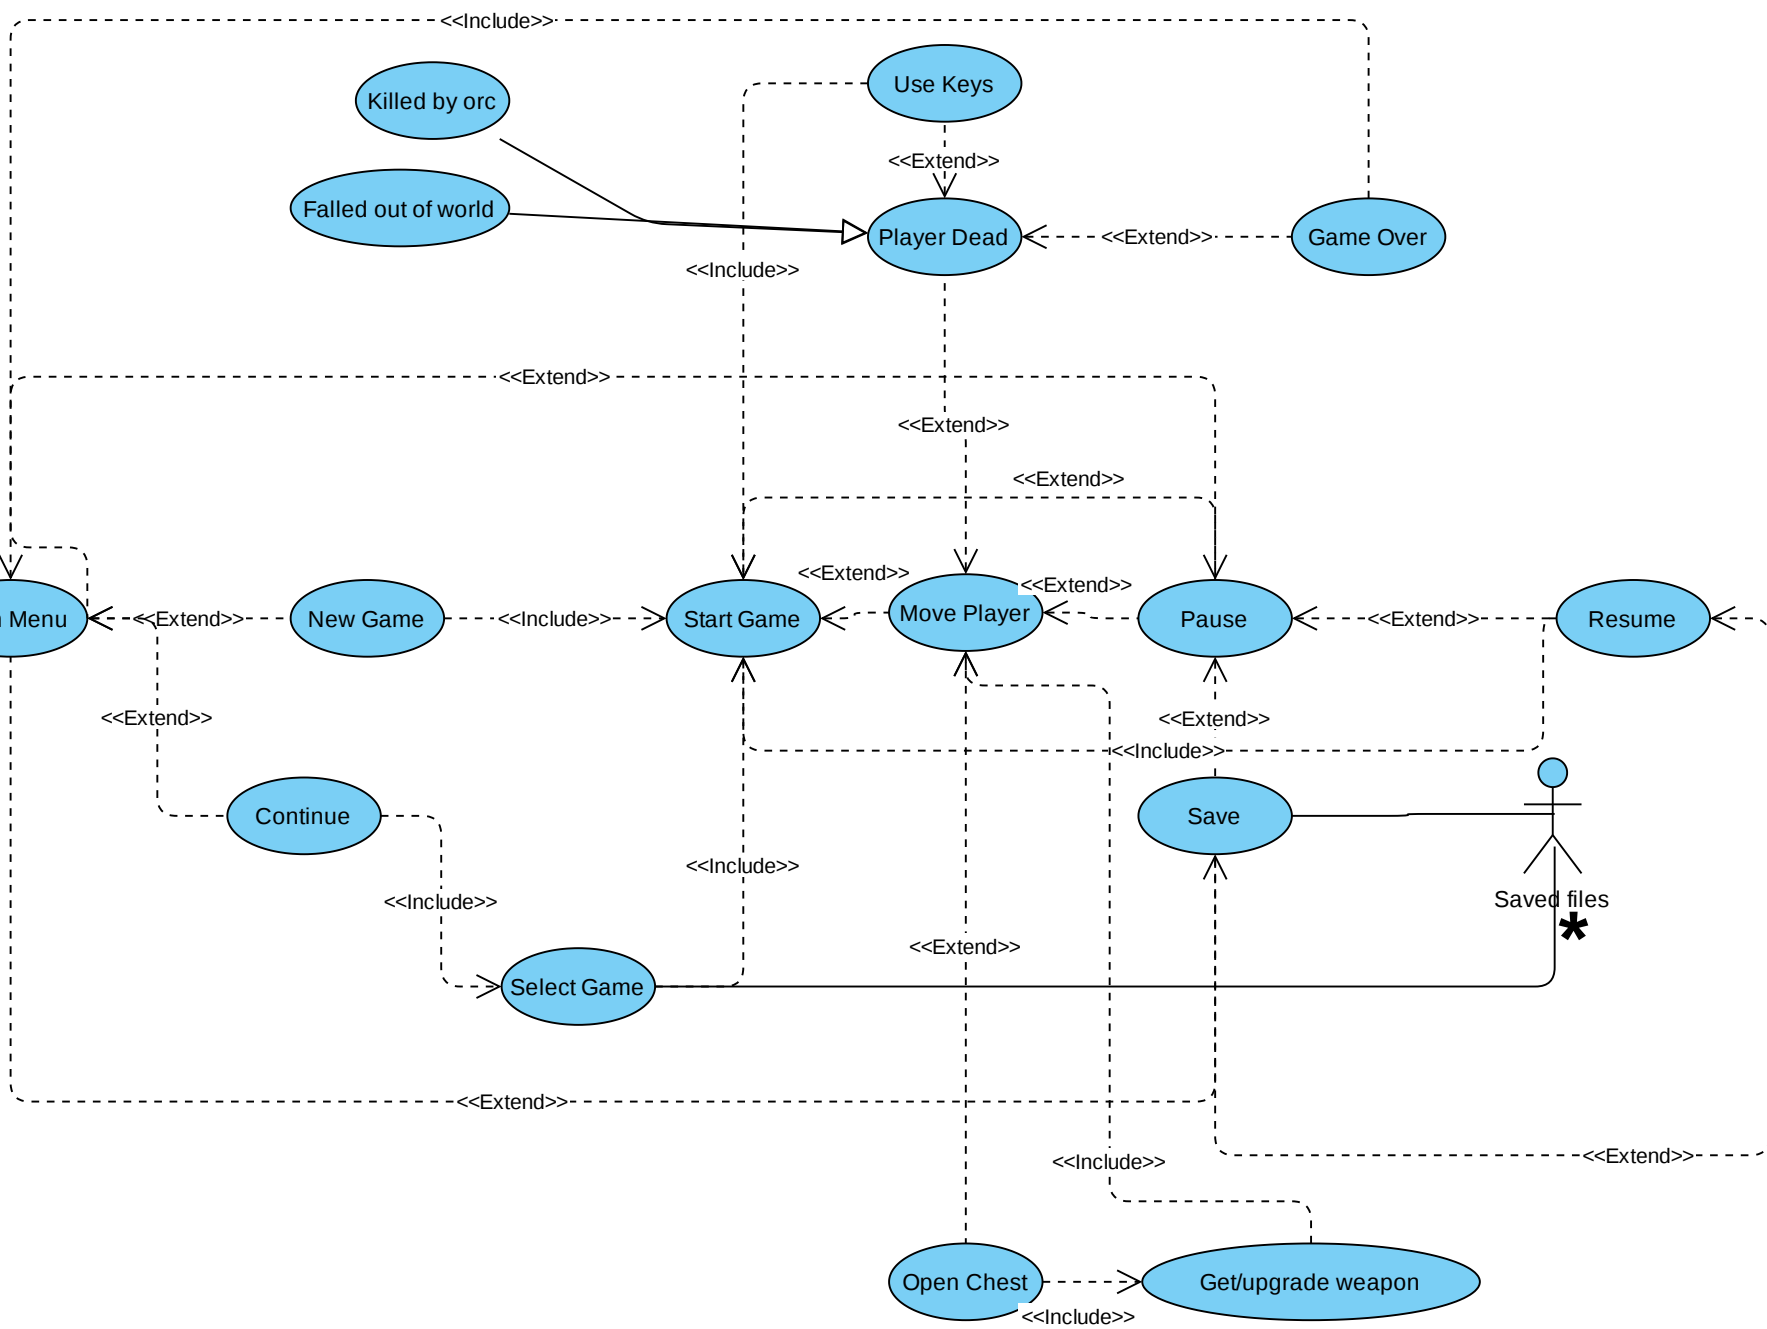 <<Include>>
Use Keys
Killed by orc
<<Extend>>
Falled out of world
Player Dead
<<Extend>>
Game Over
<<Include>>
<<Extend>>
<<Extend>>
<<Extend>>
<<Extend>>
<<Extend>>
Menu
<<Extend>>
New Game
<<Include>>
Start Game
Move Player
Pause
<<Extend>>
Resume
<<Extend>>
<<Extend>>
<<Include>>
Continue
Save
<<Include>>
<<Include>>
Saved files
*
<<Extend>>
Select Game
<<Extend>>
<<Include>>
<<Extend>>
Open Chest
Get/upgrade weapon
<<Include>>